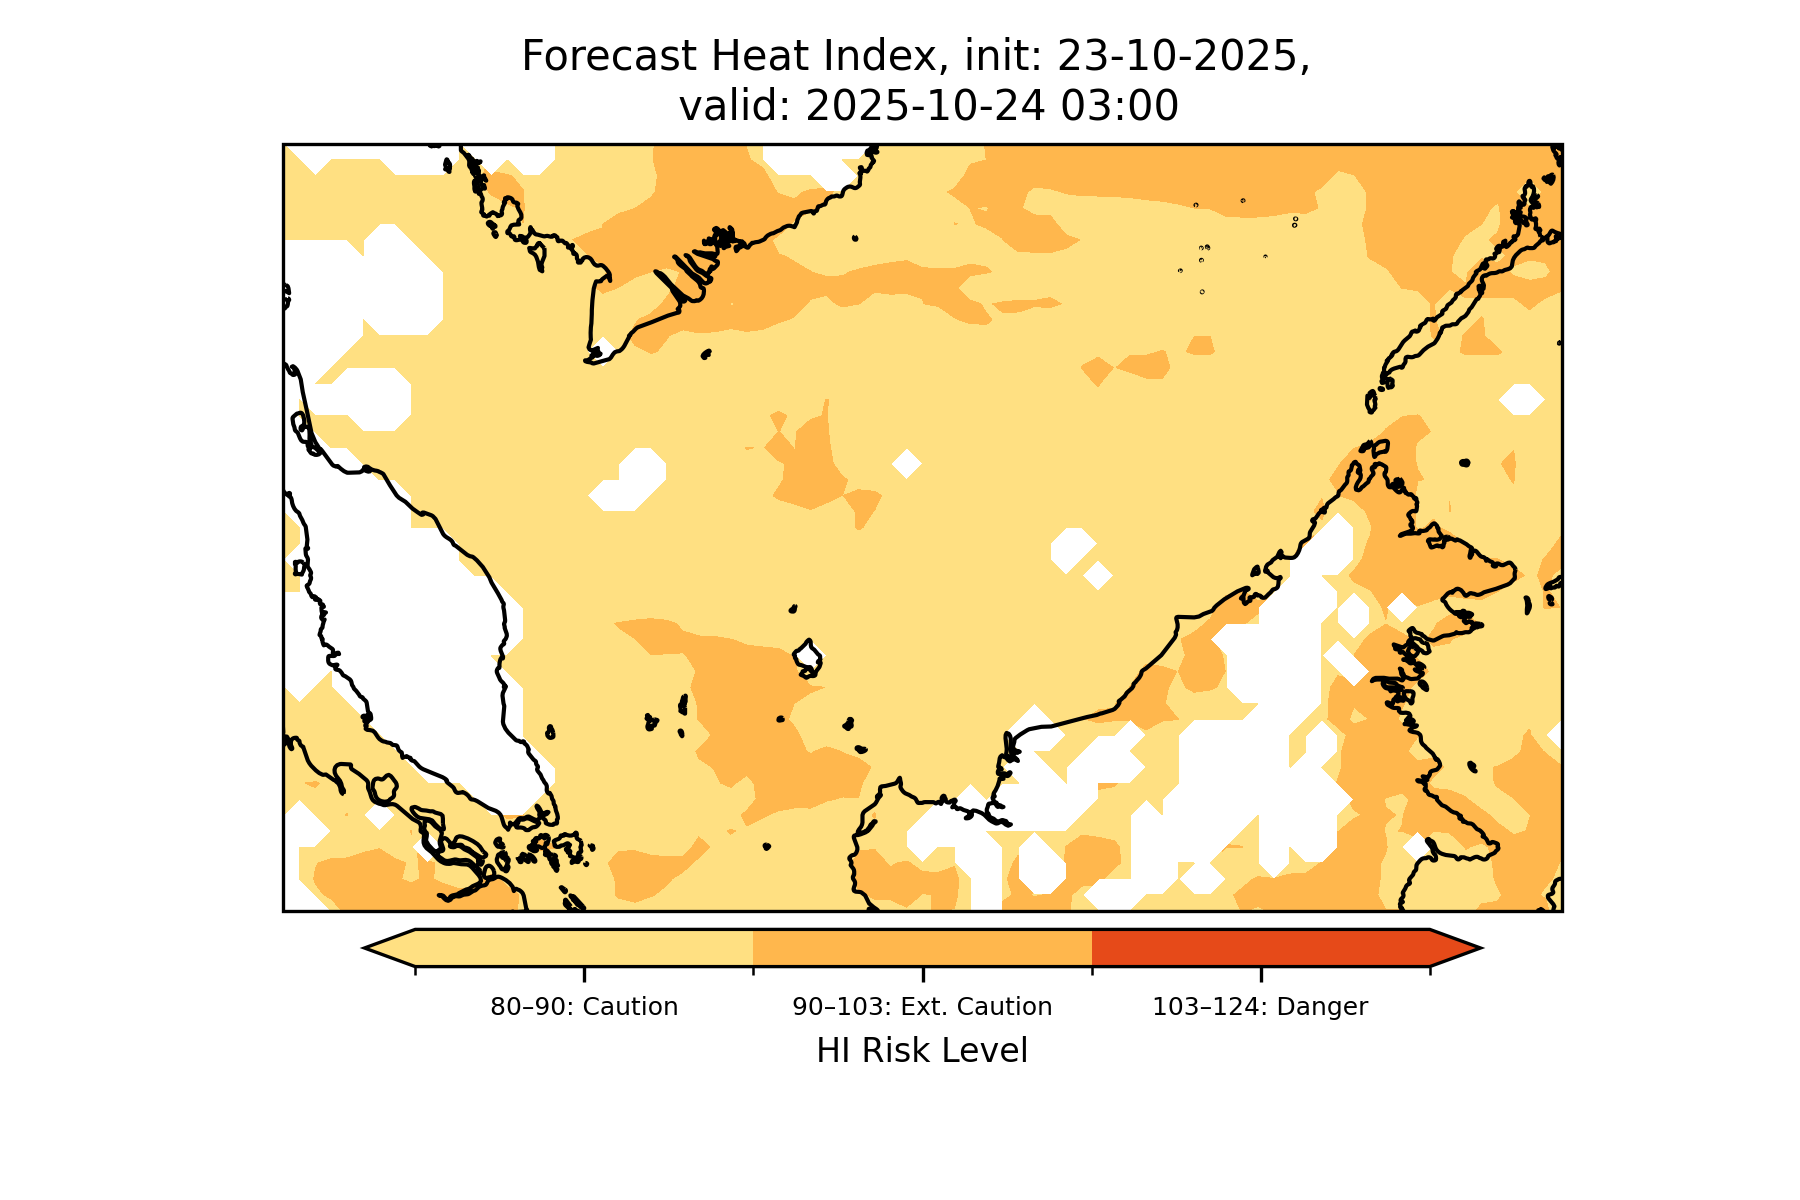 Forecast Heat Index, init: 23-10-2025,
valid: 2025-10-24 03:00
80–90: Caution
90–103: Ext. Caution
103–124: Danger
HI Risk Level